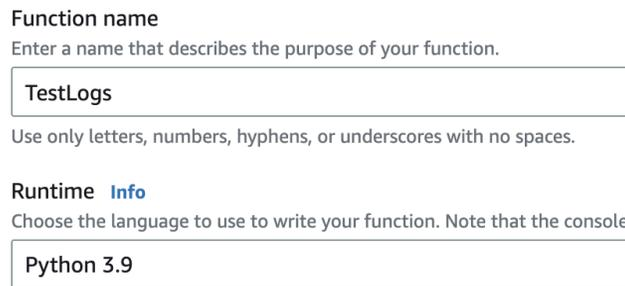 Function name
Enter a name that describes the purpose of your function.
TestLogs
Use only letters, numbers, hyphens, or underscores with no spaces.
Runtime Info
Choose the language to use to write your function. Note that the console
Python 3.9